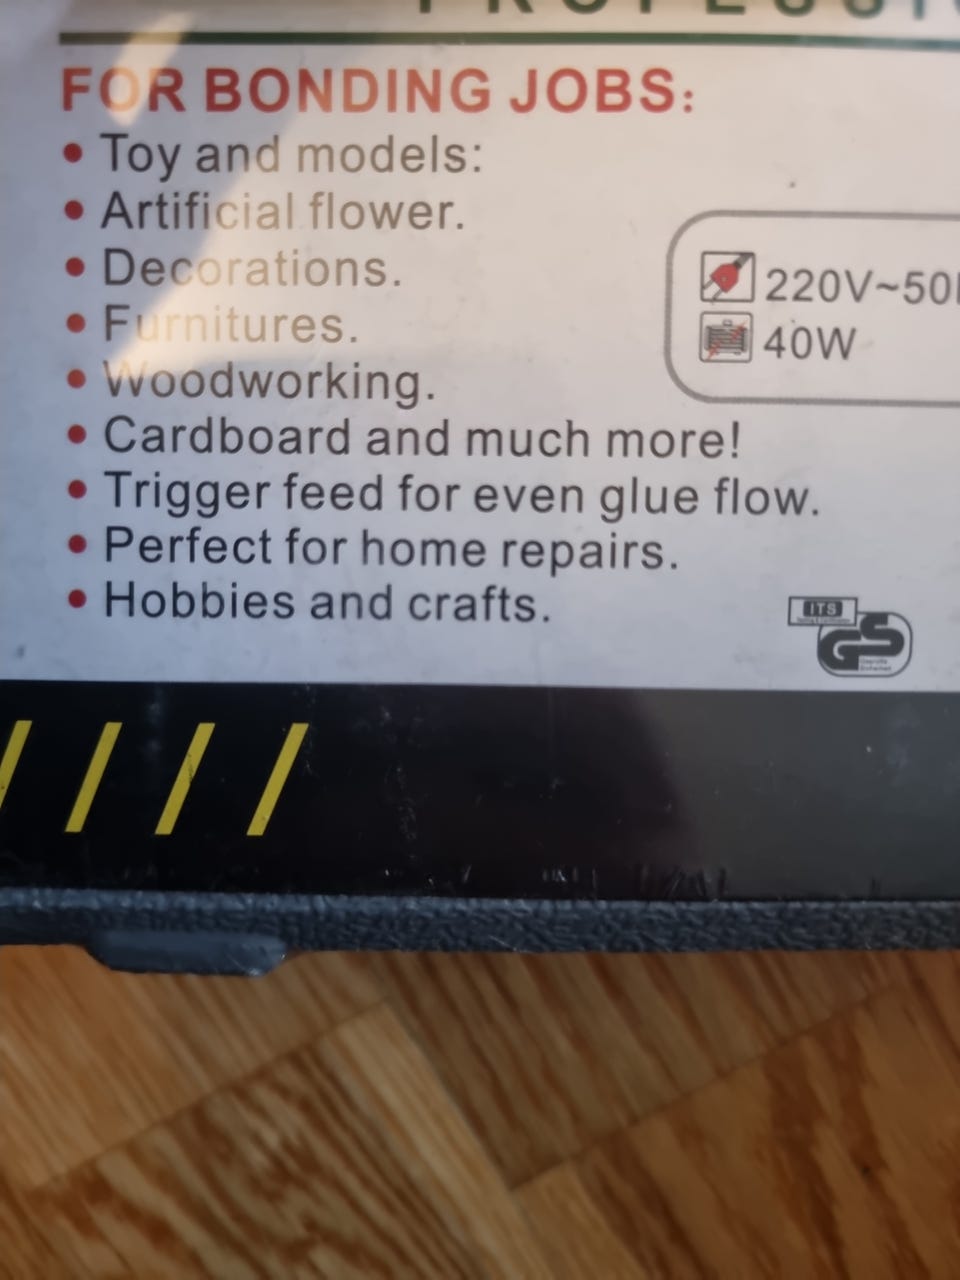 FOR BONDING JOBS:
• Toy and models:
• Artificial flower.
• Decorations.
• Furnitures.
• Woodworking.
• Cardboard and much more!
• Trigger feed for even glue flow.
• Perfect for home repairs.
• Hobbies and crafts.
220V~50
40W
ITS
GS